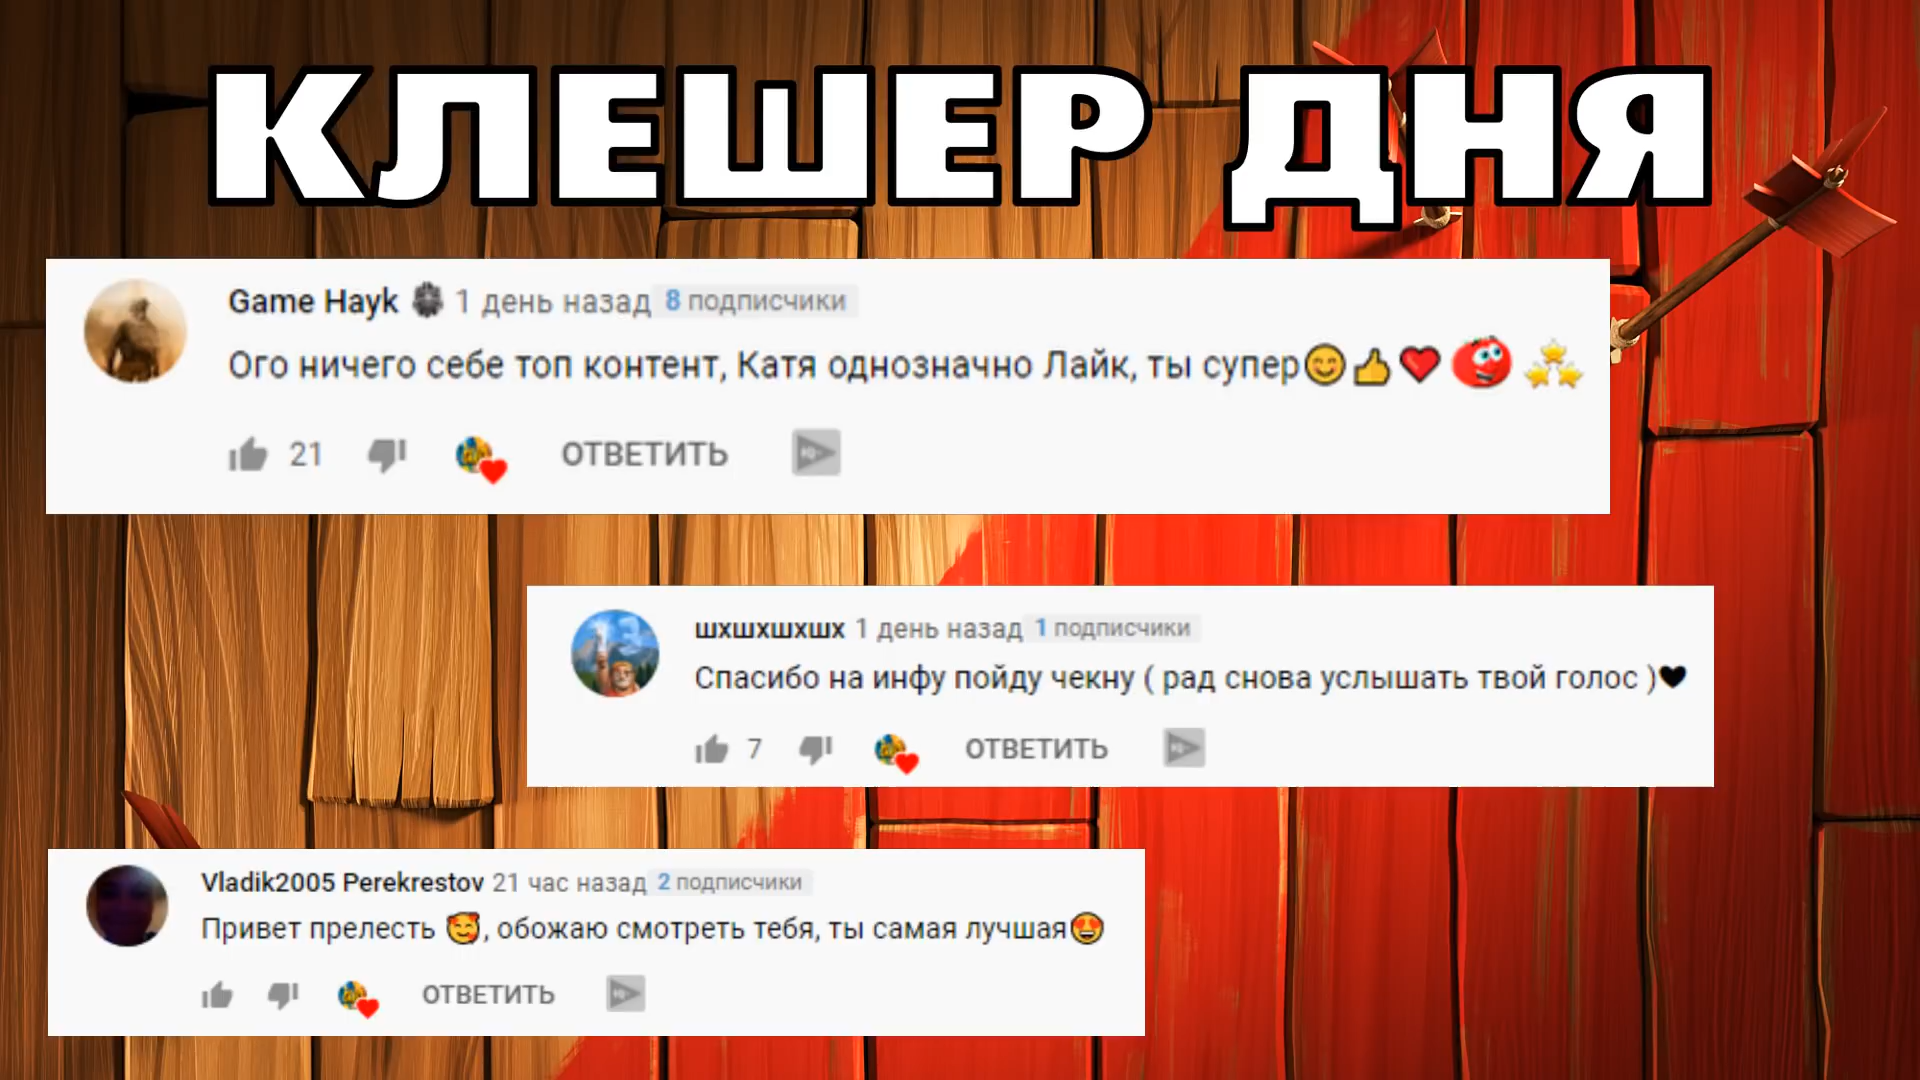 КЛЕШЕР ДНЯ
Game Hayk 1 день назад 8 подписчики
Ого ничего себе топ контент, Катя однозначно Лайк, ты супер😊👍❤️🍅
21 ОТВЕТИТЬ
шхшхшхшх 1 день назад 1 подписчики
Спасибо на инфу пойду чекну ( рад снова услышать твой голос )🖤
7 ОТВЕТИТЬ
Vladik2005 Perekrestov 21 час назад 2 подписчики
Привет прелесть 🥰, обожаю смотреть тебя, ты самая лучшая😍
ОТВЕТИТЬ